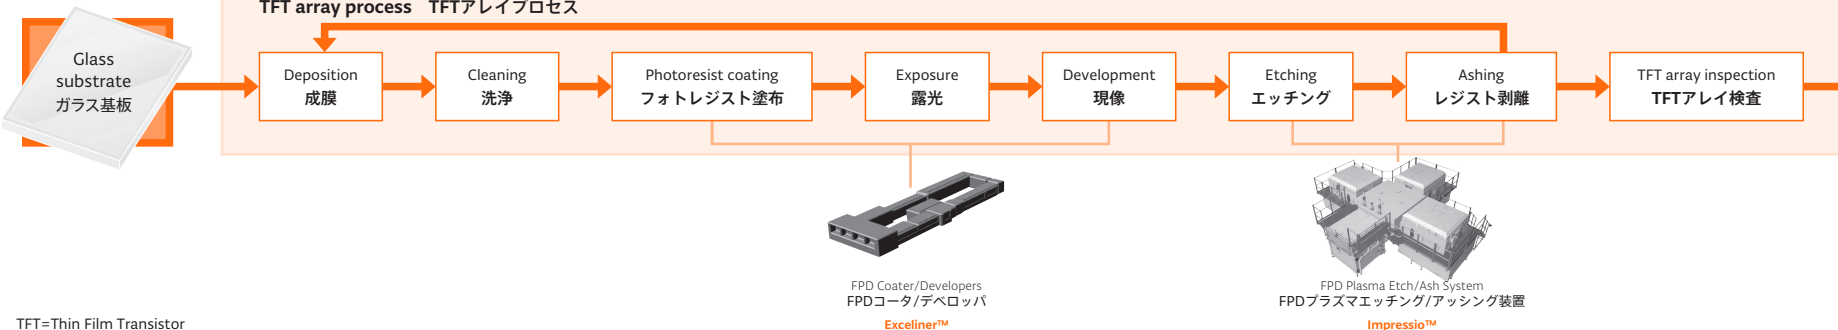 TFT array process TFTアレイプロセス
Glass
substrate
ガラス基板
Deposition
成膜
Cleaning
洗浄
Photoresist coating
フォトレジスト塗布
Exposure
露光
Development
現像
Etching
エッチング
Ashing
レジスト剥離
TFT array inspection
TFTアレイ検査
FPD Coater/Developers
FPDコータ/デベロッパ
Exceliner™
FPD Plasma Etch/Ash System
FPDプラズマエッチング/アッシング装置
Impressio™
TFT=Thin Film Transistor